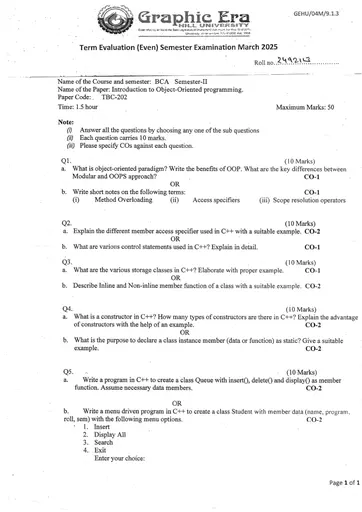 GEHU/04M/9.1.3
Graphic Era
HILL UNIVERSITY
Term Evaluation (Even) Semester Examination March 2025
Roll no.
Name of the Course and semester: BCA Semester-II
Name of the Paper: Introduction to Object-Oriented programming.
Paper Code: TBC-202
Time: 1.5 hour Maximum Marks: 50
Note:
(i) Answer all the questions by choosing any one of the sub questions
(ii) Each question carries 10 marks.
(iii) Please specify COs against each question.
Q1. (10 Marks)
a. What is object-oriented paradigm? Write the benefits of OOP. What are the key differences between
Modular and OOPS approach? CO-1
OR
b. Write short notes on the following terms: CO-1
(i) Method Overloading (ii) Access specifiers (iii) Scope resolution operators
Q2. (10 Marks)
a. Explain the different member access specifier used in C++ with a suitable example. CO-2
OR
b. What are various control statements used in C++? Explain in detail. CO-1
Q3. (10 Marks)
a. What are the various storage classes in C++? Elaborate with proper example. CO-1
OR
b. Describe Inline and Non-inline member function of a class with a suitable example. CO-2
Q4. (10 Marks)
a. What is a constructor in C++? How many types of constructors are there in C++? Explain the advantage
of constructors with the help of an example. CO-2
OR
b. What is the purpose to declare a class instance member (data or function) as static? Give a suitable
example. CO-2
Q5. (10 Marks)
a. Write a program in C++ to create a class Queue with insert(), delete() and display() as member
function. Assume necessary data members. CO-2
OR
b. Write a menu driven program in C++ to create a class Student with member data (name, program,
roll, sem) with the following menu options. CO-2
1. Insert
2. Display All
3. Search
4. Exit
Enter your choice:
Page 1 of 1